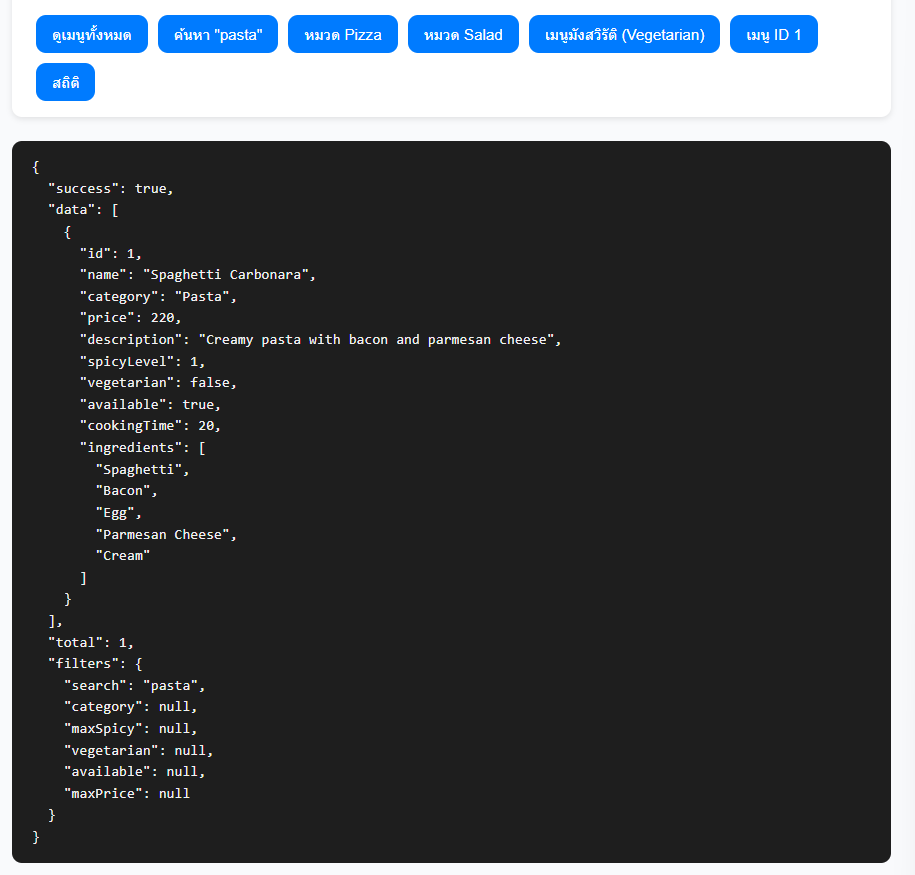 ดูเมนูทั้งหมด ค้นหา "pasta" หมวด Pizza หมวด Salad เมนูมังสวิรัติ (Vegetarian) เมนู ID 1
สถิติ
{
  "success": true,
  "data": [
    {
      "id": 1,
      "name": "Spaghetti Carbonara",
      "category": "Pasta",
      "price": 220,
      "description": "Creamy pasta with bacon and parmesan cheese",
      "spicyLevel": 1,
      "vegetarian": false,
      "available": true,
      "cookingTime": 20,
      "ingredients": [
        "Spaghetti",
        "Bacon",
        "Egg",
        "Parmesan Cheese",
        "Cream"
      ]
    }
  ],
  "total": 1,
  "filters": {
    "search": "pasta",
    "category": null,
    "maxSpicy": null,
    "vegetarian": null,
    "available": null,
    "maxPrice": null
  }
}